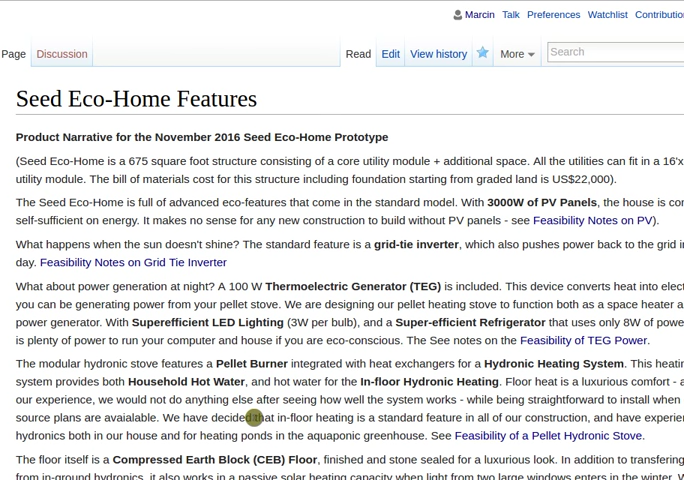 Marcin Talk Preferences Watchlist
Page Discussion Read Edit View history More Search
Seed Eco-Home Features
Product Narrative for the November 2016 Seed Eco-Home Prototype
(Seed Eco-Home is a 675 square foot structure consisting of a core utility module + additional space. All the utilities can fit in a 16'x
utility module. The bill of materials cost for this structure including foundation starting from graded land is US$22,000).
The Seed Eco-Home is full of advanced eco-features that come in the standard model. With 3000W of PV Panels, the house is
self-sufficient on energy. It makes no sense for any new construction to build without PV panels - see Feasibility Notes on PV).
What happens when the sun doesn't shine? The standard feature is a grid-tie inverter, which also pushes power back to the grid
day. Feasibility Notes on Grid Tie Inverter
What about power generation at night? A 100 W Thermoelectric Generator (TEG) is included. This device converts heat into
you can be generating power from your pellet stove. We are designing our pellet heating stove to function both as a space heater
power generator. With Superefficient LED Lighting (3W per bulb), and a Super-efficient Refrigerator that uses only 8W of
is plenty of power to run your computer and house if you are eco-conscious. The See notes on the Feasibility of TEG Power.
The modular hydronic stove features a Pellet Burner integrated with heat exchangers for a Hydronic Heating System. This
system provides both Household Hot Water, and hot water for the In-floor Hydronic Heating. Floor heat is a luxurious comfort -
our experience, we would not do anything else after seeing how well the system works - while being straightforward to install when
source plans are avaialable. We have decided that in-floor heating is a standard feature in all of our construction, and have
hydronics both in our house and for heating ponds in the aquaponic greenhouse. See Feasibility of a Pellet Hydronic Stove.
The floor itself is a Compressed Earth Block (CEB) Floor, finished and stone sealed for a luxurious look. In addition to
from in-ground hydronics, it also works in a passive solar heating capacity when light from two large windows enters in the winter.